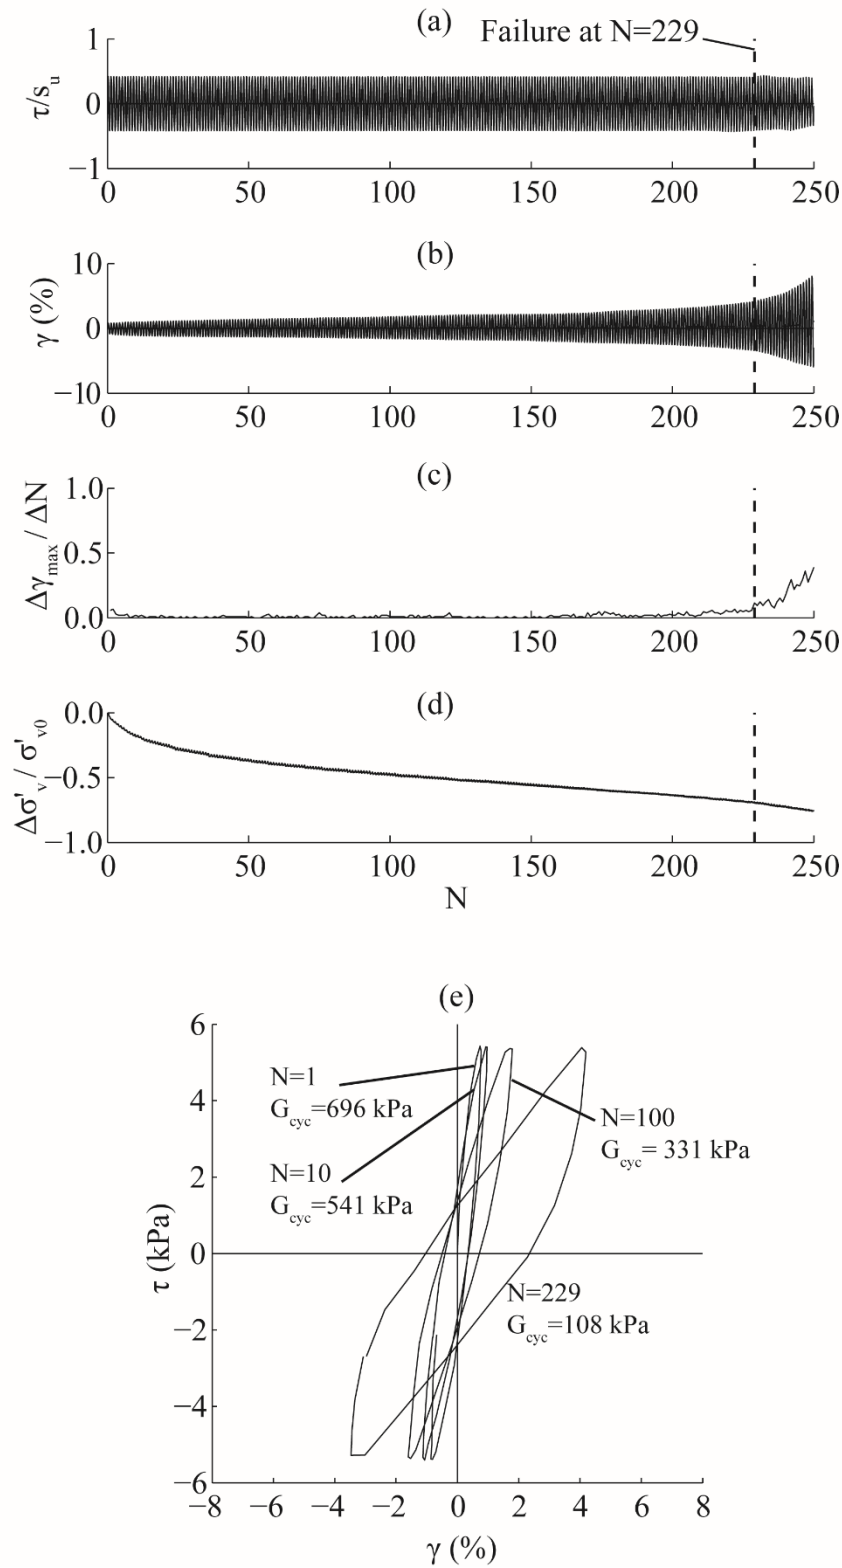 (a)
Failure at N=229
τ/s_u
1
0
−1
0 50 100 150 200 250
(b)
γ (%)
10
0
−10
0 50 100 150 200 250
(c)
Δγ_max / ΔN
1.0
0.5
0.0
0 50 100 150 200 250
(d)
Δσ'_v / σ'_v0
0.0
−0.5
−1.0
0 50 100 150 200 250
N
(e)
τ (kPa)
6
4
2
0
−2
−4
−6
N=1
G_cyc=696 kPa
N=10
G_cyc=541 kPa
N=100
G_cyc= 331 kPa
N=229
G_cyc=108 kPa
−8 −6 −4 −2 0 2 4 6 8
γ (%)